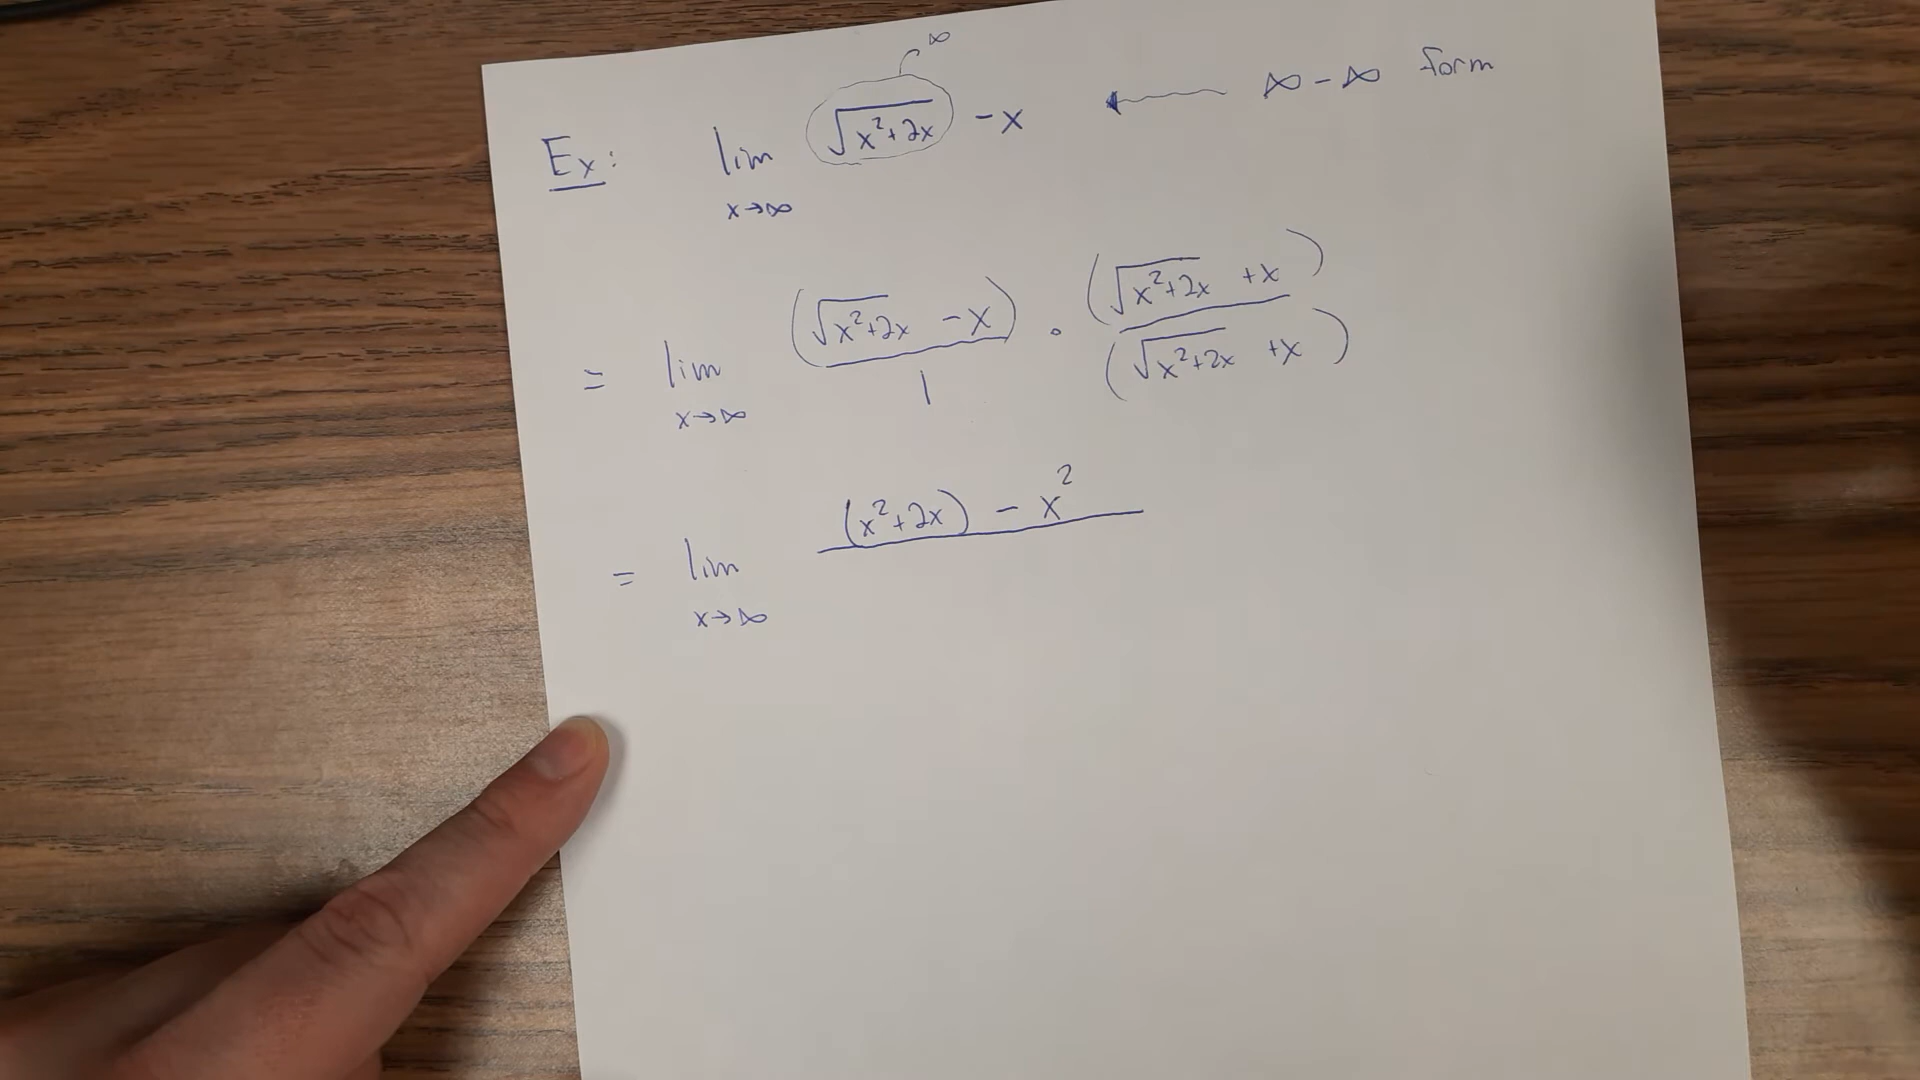 ∞
Ex: lim x→∞ √(x²+2x) - x ← ∞ - ∞ form
= lim x→∞ (√(x²+2x) - x)/1 · (√(x²+2x) + x)/(√(x²+2x) + x)
= lim x→∞ (x²+2x) - x²